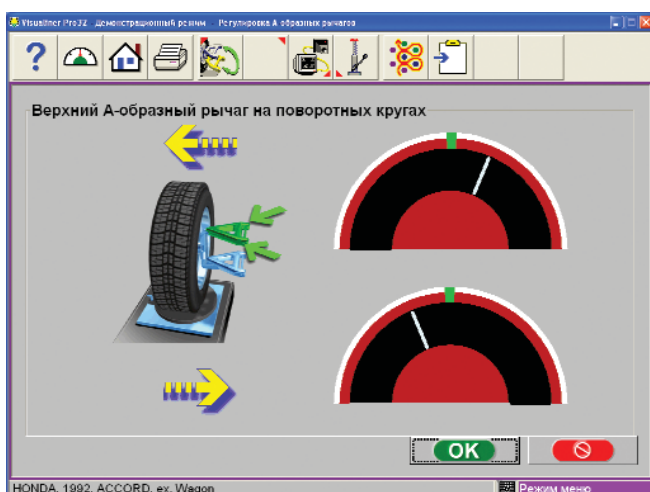 Visualiner Pro32 Демонстрационный режим - Регулировка А образных рычагов
?
Верхний А-образный рычаг на поворотных кругах
OK
HONDA, 1992, ACCORD, ex. Wagon
Режим меню